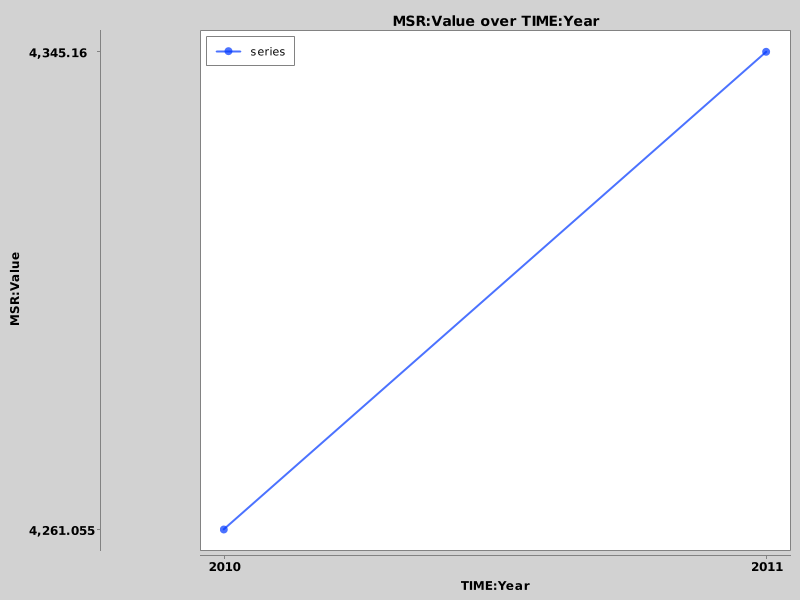 MSR:Value over TIME:Year
series
4,345.16
MSR:Value
4,261.055
2010
2011
TIME:Year